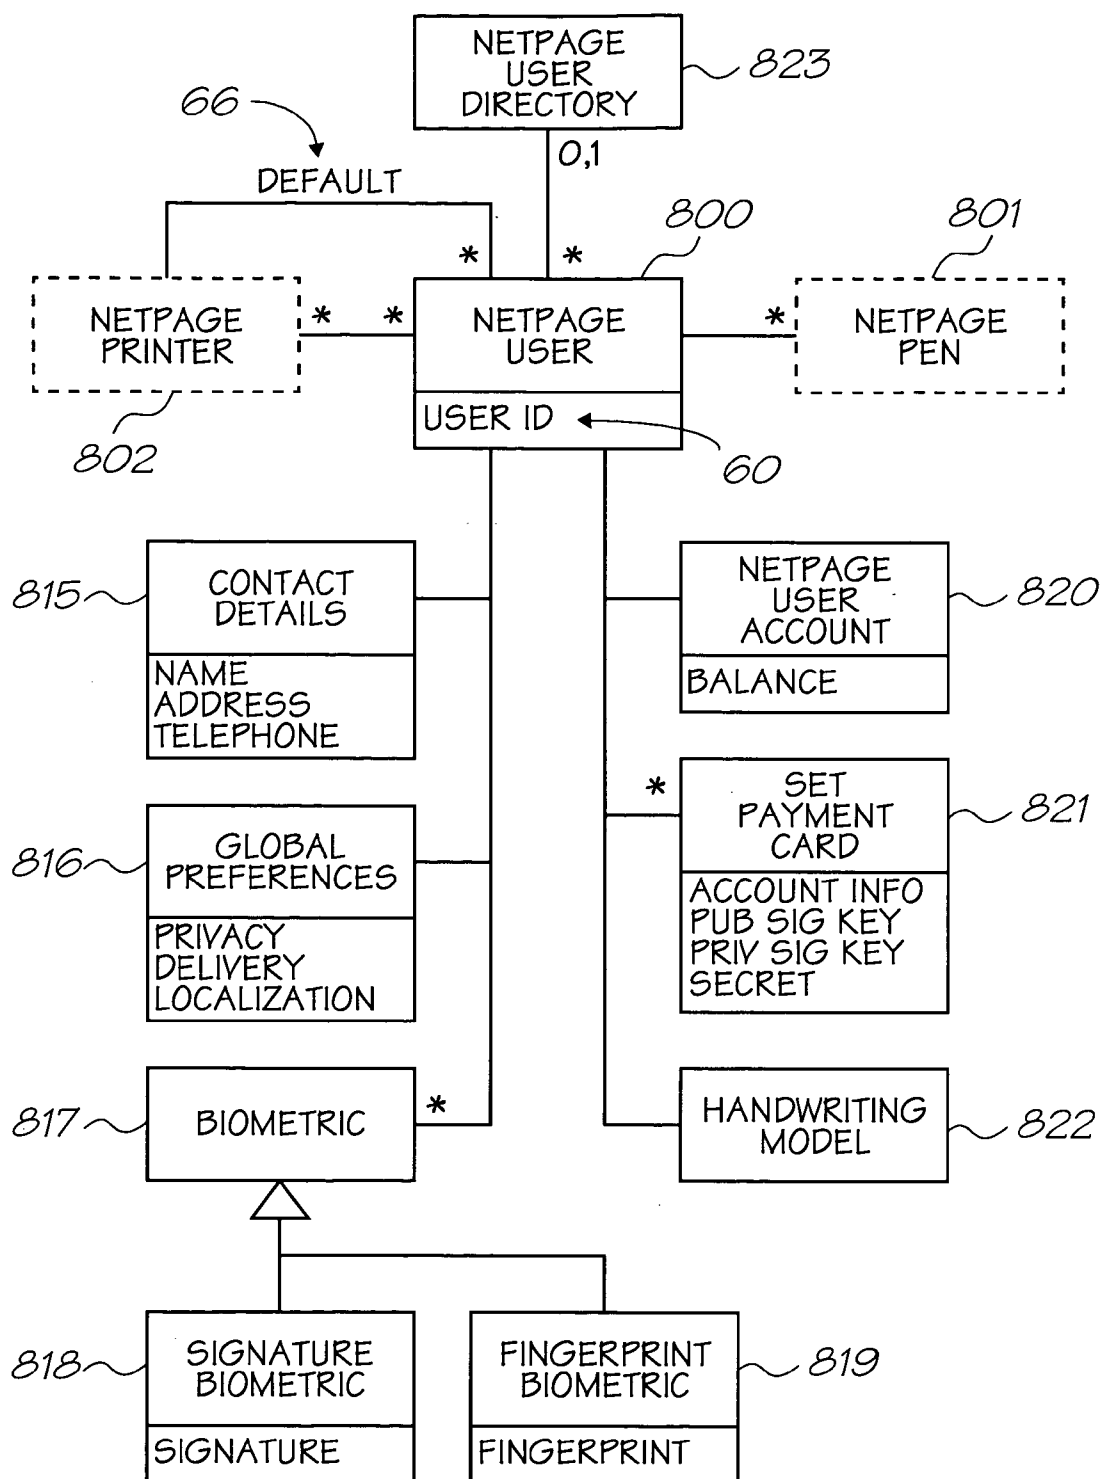 NETPAGE
USER
DIRECTORY
823
66
DEFAULT
0,1
*
*
800
801
NETPAGE
PRINTER
*
*
NETPAGE
USER
*
NETPAGE
PEN
802
USER ID
60
815
CONTACT
DETAILS
NAME
ADDRESS
TELEPHONE
NETPAGE
USER
ACCOUNT
820
BALANCE
816
GLOBAL
PREFERENCES
PRIVACY
DELIVERY
LOCALIZATION
*
SET
PAYMENT
CARD
821
ACCOUNT INFO
PUB SIG KEY
PRIV SIG KEY
SECRET
817
BIOMETRIC
*
HANDWRITING
MODEL
822
818
SIGNATURE
BIOMETRIC
SIGNATURE
FINGERPRINT
BIOMETRIC
819
FINGERPRINT